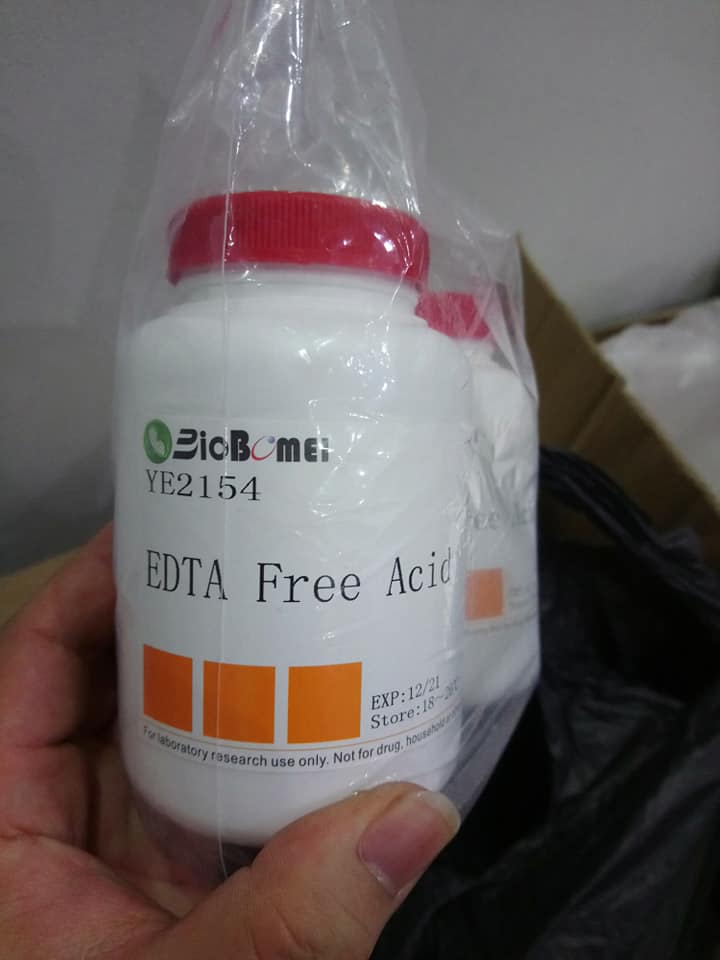 BioBomei
YE2154
EDTA Free Acid
EXP:12/21
Store:18~
For laboratory research use only. Not for drug, household
ree